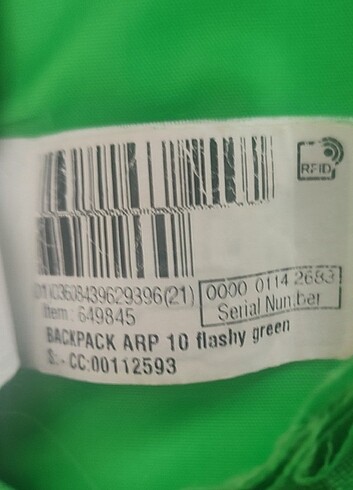 RFID
(01)03608439629396(21)
0000 0114 2683
Serial Number
Item: 649845
BACKPACK ARP 10 flashy green
S:- CC:00112593